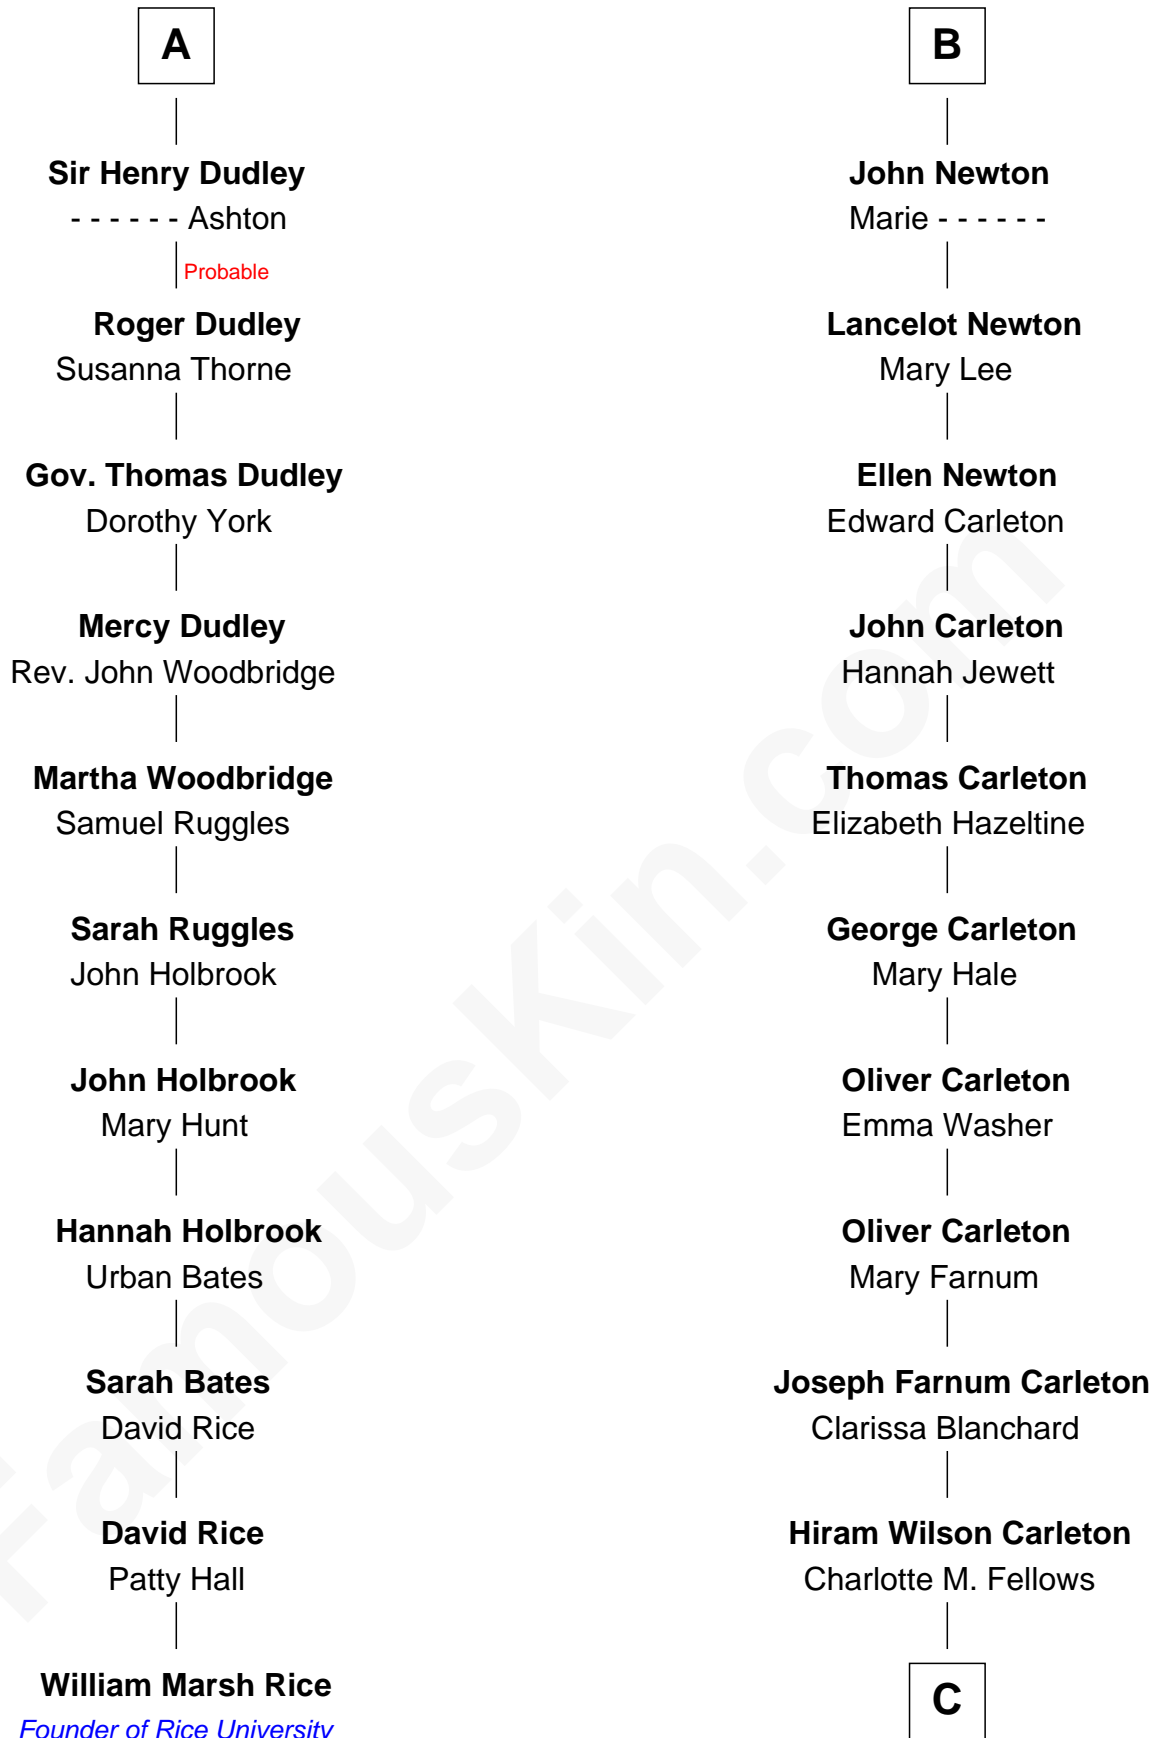 A
Sir Henry Dudley
- - - - - - Ashton
Probable
Roger Dudley
Susanna Thorne
Gov. Thomas Dudley
Dorothy York
Mercy Dudley
Rev. John Woodbridge
Martha Woodbridge
Samuel Ruggles
Sarah Ruggles
John Holbrook
John Holbrook
Mary Hunt
Hannah Holbrook
Urban Bates
Sarah Bates
David Rice
David Rice
Patty Hall
William Marsh Rice
Founder of Rice University
B
John Newton
Marie - - - - - -
Lancelot Newton
Mary Lee
Ellen Newton
Edward Carleton
John Carleton
Hannah Jewett
Thomas Carleton
Elizabeth Hazeltine
George Carleton
Mary Hale
Oliver Carleton
Emma Washer
Oliver Carleton
Mary Farnum
Joseph Farnum Carleton
Clarissa Blanchard
Hiram Wilson Carleton
Charlotte M. Fellows
C
FamousKin.com